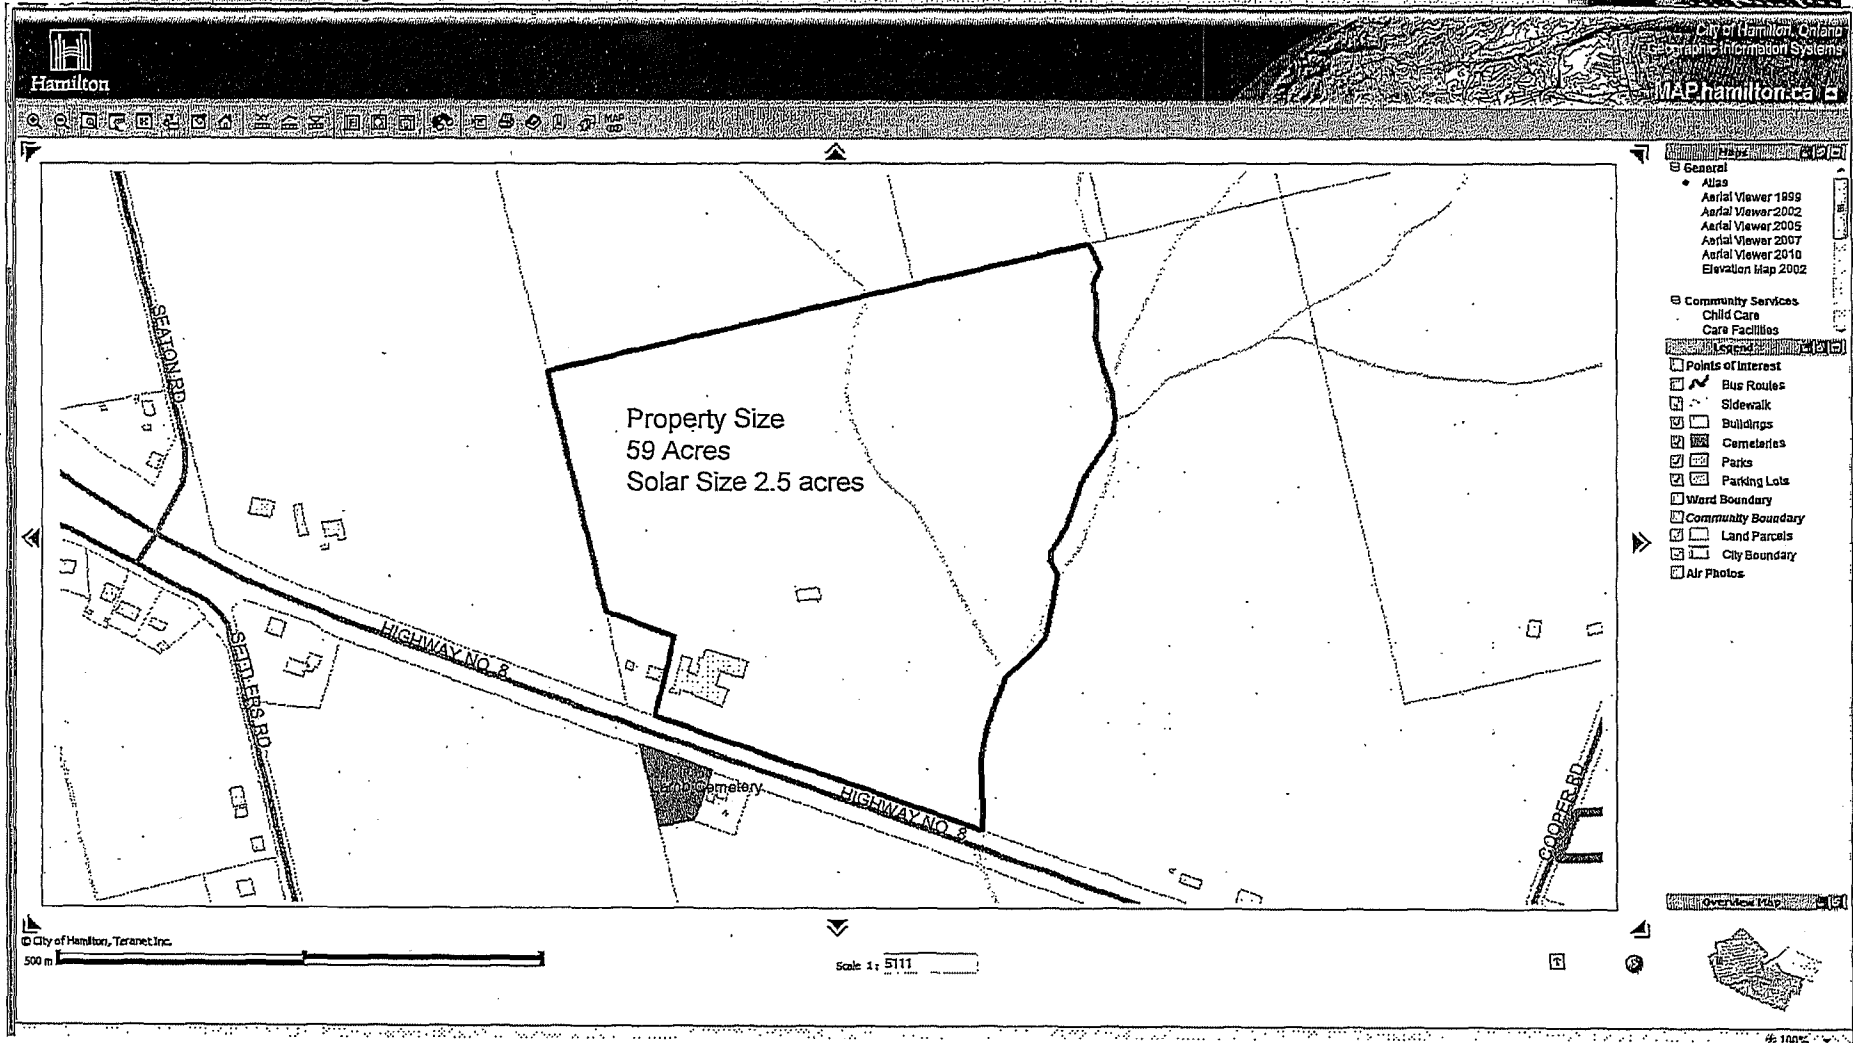 Hamilton
City of Hamilton, Ontario
Geographic Information Systems
MAP.hamilton.ca
MAP
Maps
General
Atlas
Aerial Viewer 1999
Aerial Viewer 2002
Aerial Viewer 2005
Aerial Viewer 2007
Aerial Viewer 2010
Elevation Map 2002
Community Services
Child Care
Care Facilities
Legend
Points of Interest
Bus Routes
Sidewalk
Buildings
Cemeteries
Parks
Parking Lots
Ward Boundary
Community Boundary
Land Parcels
City Boundary
Air Photos
SEATON RD
Property Size
59 Acres
Solar Size 2.5 acres
HIGHWAY NO. 8
SETTLERS RD
Cemetery
HIGHWAY NO. 8
COOPER RD
Overview Map
© City of Hamilton, Teranet Inc.
500 m
Scale 1: 5111
100%